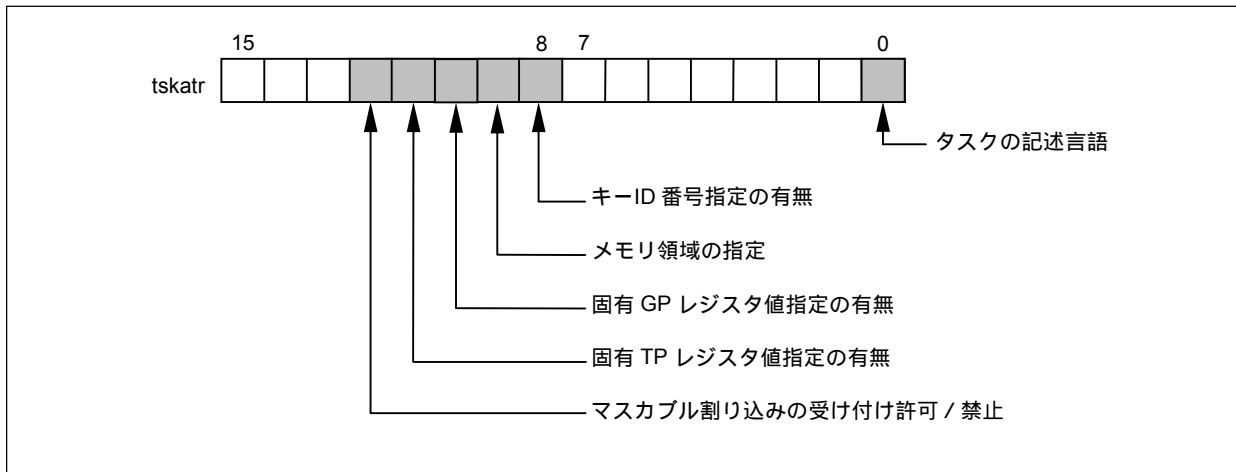 15 8 7 0
tskatr
タスクの記述言語
キーID 番号指定の有無
メモリ領域の指定
固有 GP レジスタ値指定の有無
固有 TP レジスタ値指定の有無
マスカブル割り込みの受け付け許可 / 禁止